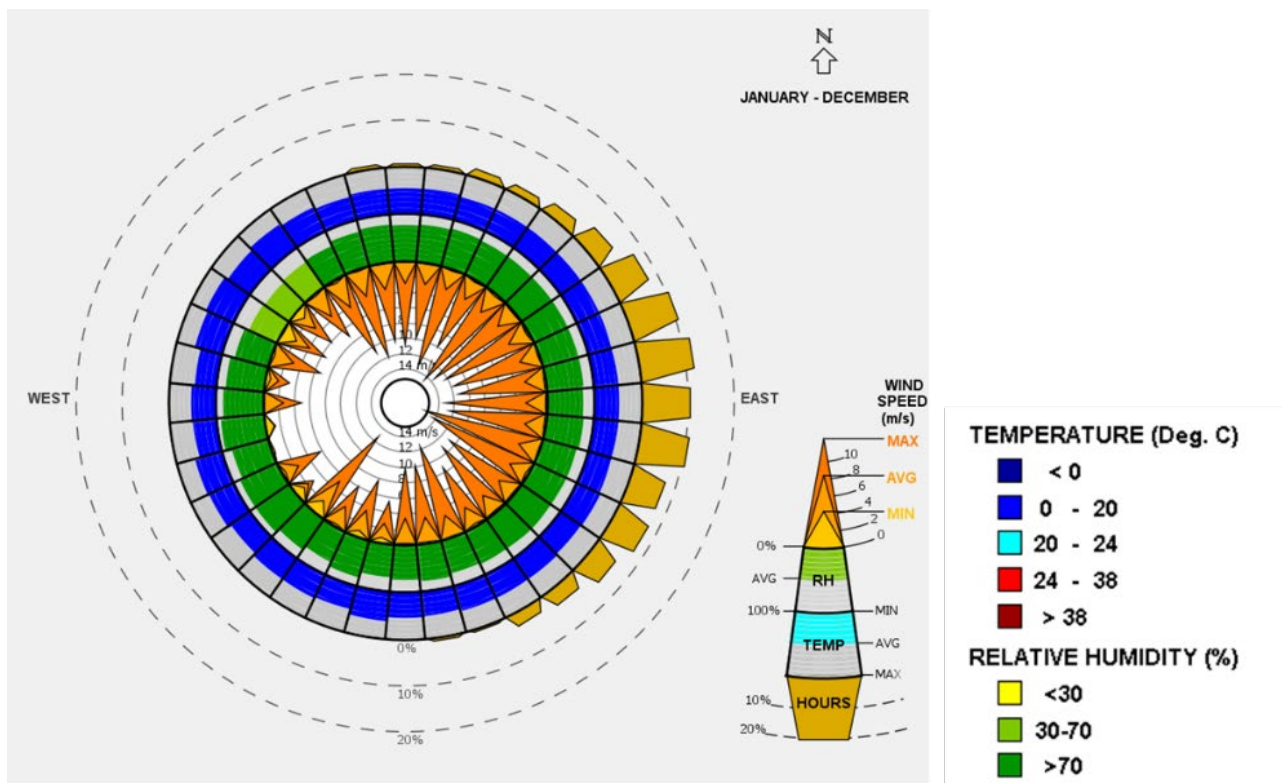 N
JANUARY - DECEMBER
WEST
EAST
10
12
14 m/s
14 m/s
12
10
8
0%
10%
20%
WIND
SPEED
(m/s)
MAX
10
8
AVG
6
4
MIN
2
0
0%
AVG
RH
100%
MIN
TEMP
AVG
MAX
HOURS
10%
20%
TEMPERATURE (Deg. C)
< 0
0 - 20
20 - 24
24 - 38
> 38
RELATIVE HUMIDITY (%)
<30
30-70
>70